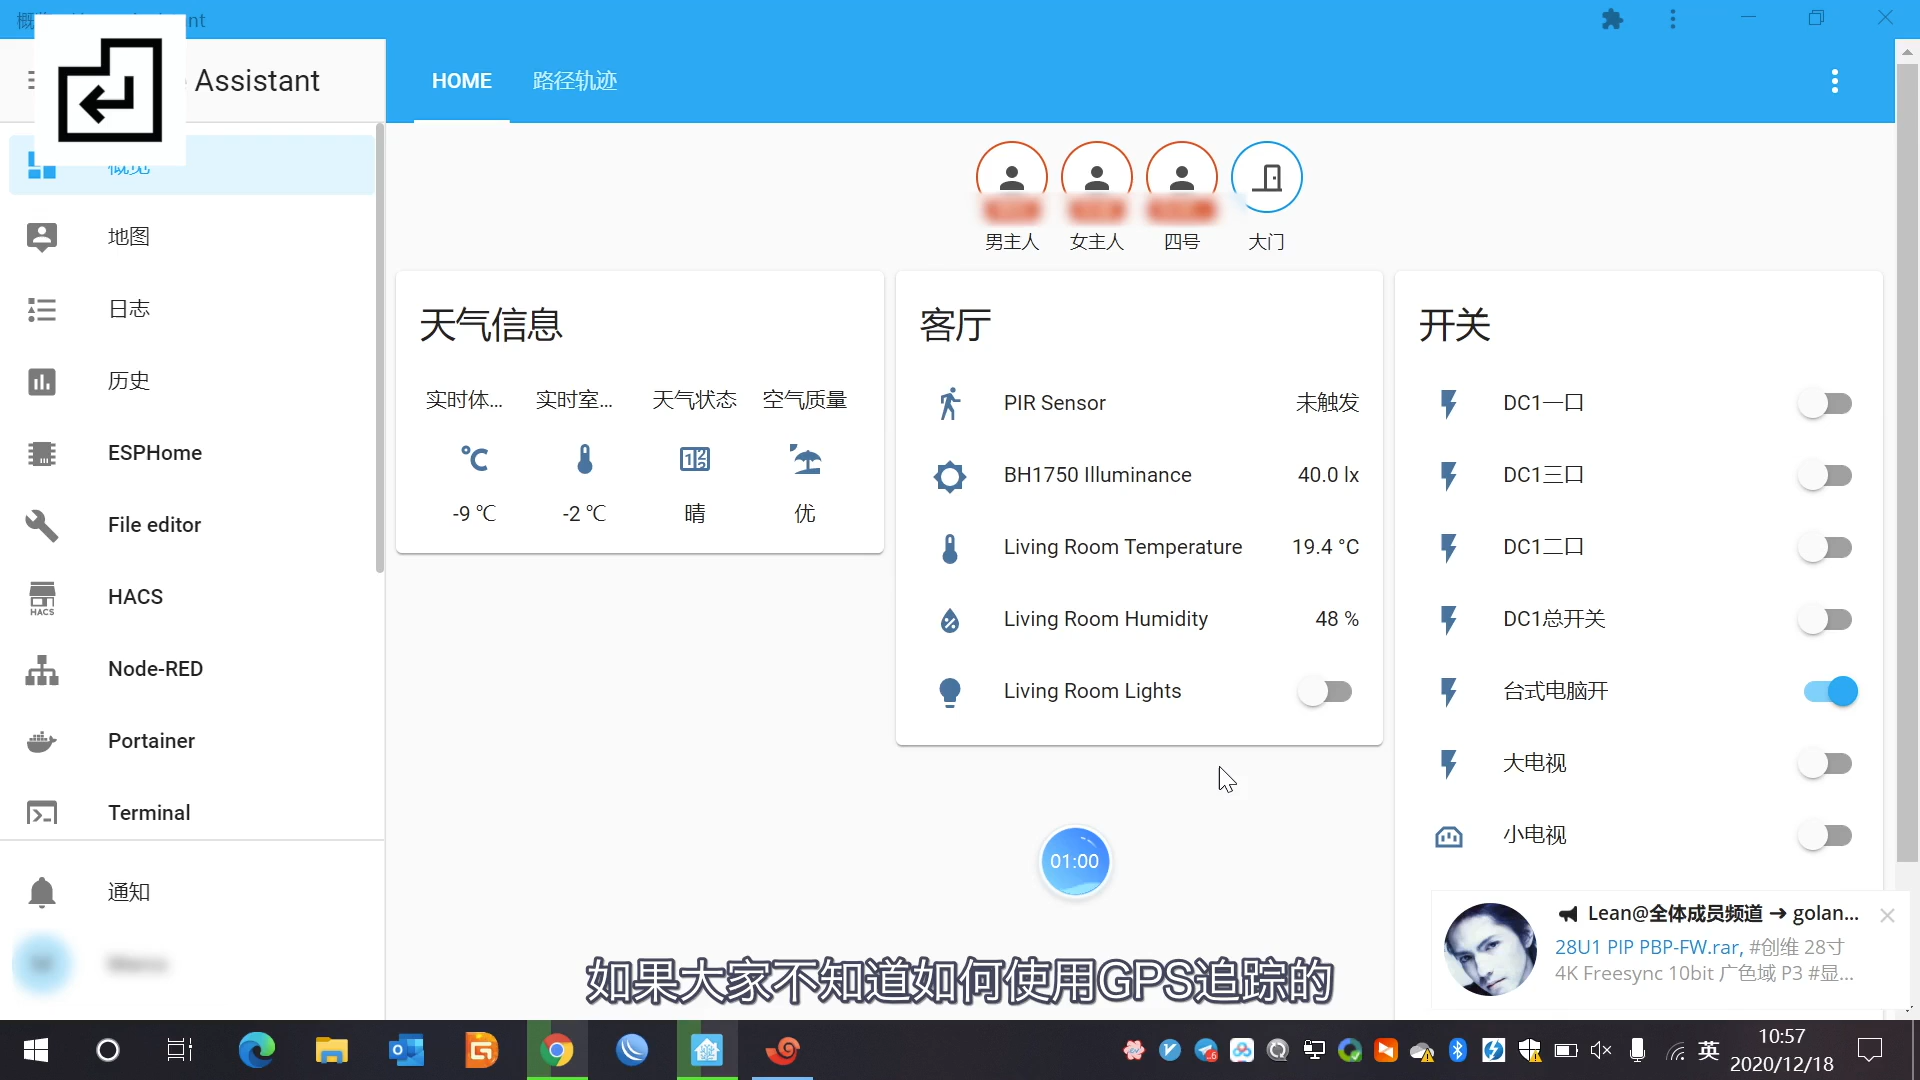 Assistant
HOME
路径轨迹
概览
地图
日志
历史
ESPHome
File editor
HACS
HACS
Node-RED
Portainer
Terminal
通知
男主人
女主人
四号
大门
天气信息
实时体...
实时室...
天气状态
空气质量
-9 ℃
-2 ℃
晴
优
客厅
PIR Sensor
未触发
BH1750 Illuminance
40.0 lx
Living Room Temperature
19.4 °C
Living Room Humidity
48 %
Living Room Lights
开关
DC1一口
DC1三口
DC1二口
DC1总开关
台式电脑开
大电视
小电视
01:00
Lean@全体成员频道 ➔ golan...
28U1 PIP PBP-FW.rar, #创维 28寸
4K Freesync 10bit 广色域 P3 #显...
如果大家不知道如何使用GPS追踪的
英
10:57
2020/12/18